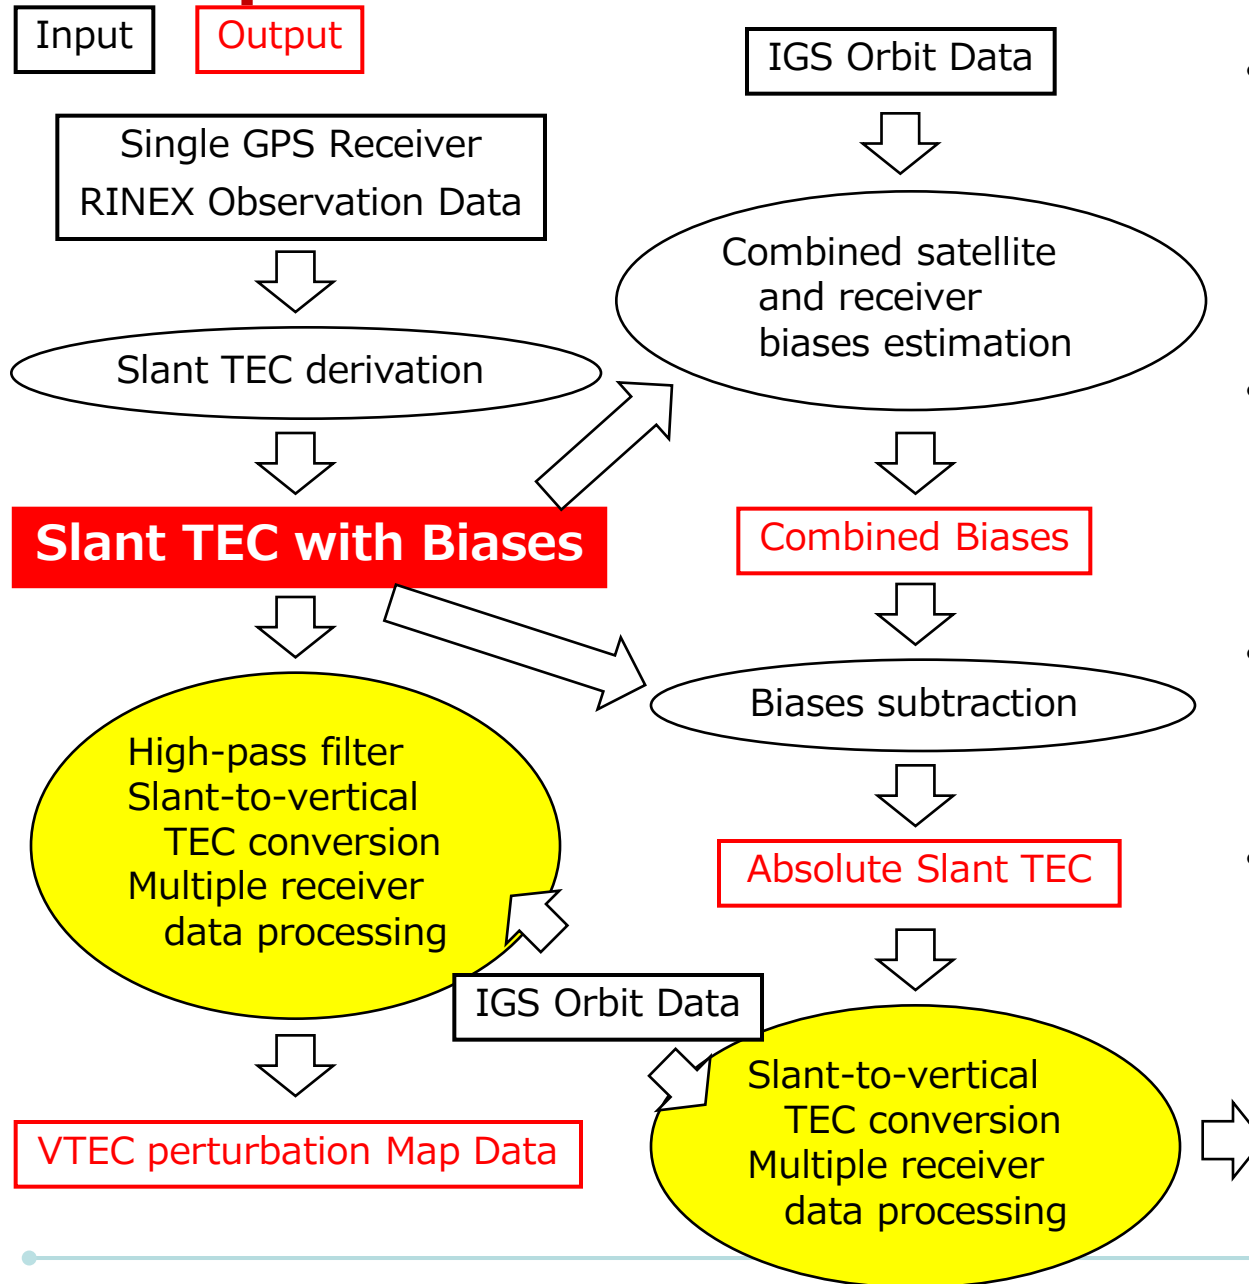 Input
Output
IGS Orbit Data
Single GPS Receiver
RINEX Observation Data
Combined satellite
and receiver
biases estimation
Slant TEC derivation
Slant TEC with Biases
Combined Biases
Biases subtraction
High-pass filter
Slant-to-vertical
TEC conversion
Multiple receiver
data processing
Absolute Slant TEC
IGS Orbit Data
Slant-to-vertical
TEC conversion
Multiple receiver
data processing
VTEC perturbation Map Data